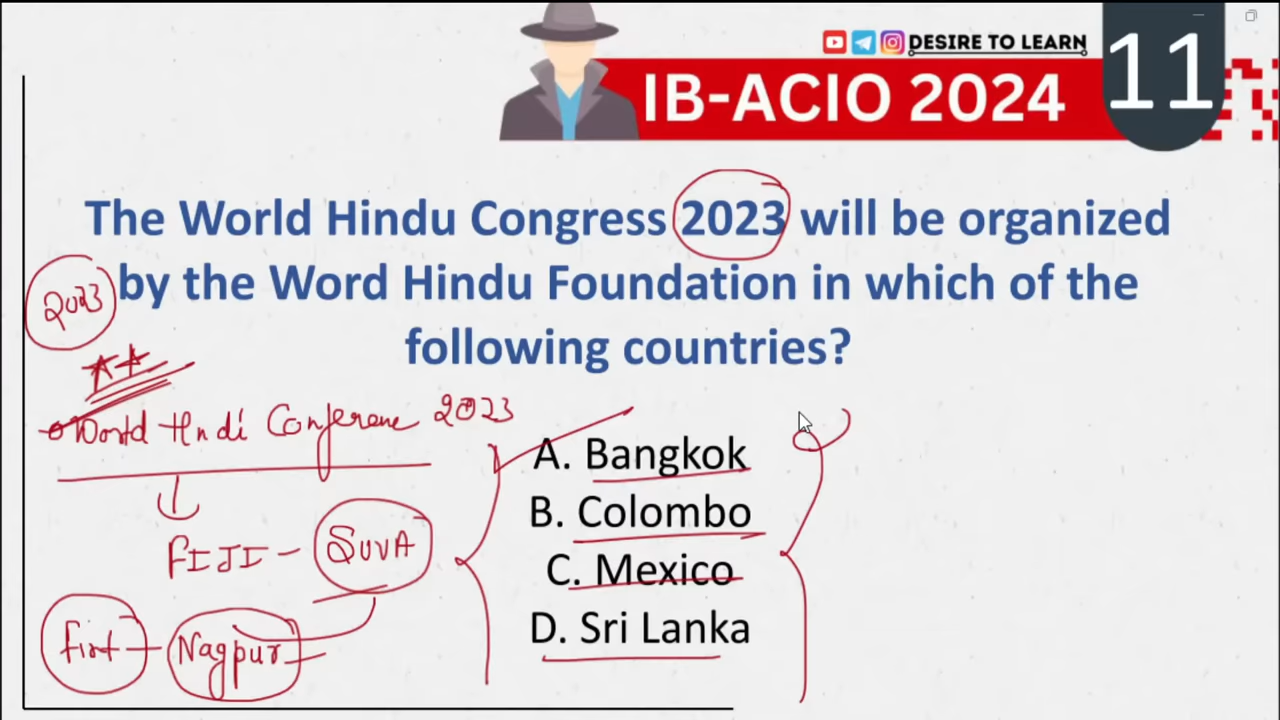 DESIRE TO LEARN
IB-ACIO 2024
11
The World Hindu Congress 2023 will be organized
by the Word Hindu Foundation in which of the
following countries?
2023
World Hindi Conference 2023
FIJI - SUVA
First - Nagpur
A. Bangkok
B. Colombo
C. Mexico
D. Sri Lanka